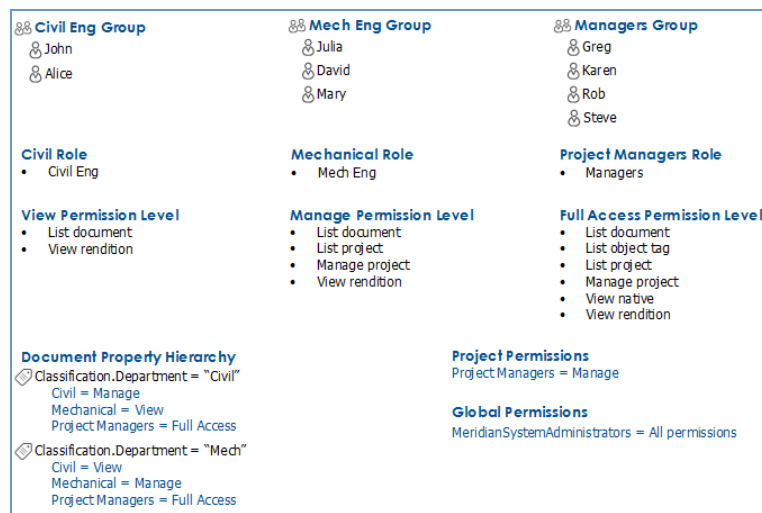 Civil Eng Group
John
Alice
Mech Eng Group
Julia
David
Mary
Managers Group
Greg
Karen
Rob
Steve
Civil Role
• Civil Eng
Mechanical Role
• Mech Eng
Project Managers Role
• Managers
View Permission Level
• List document
• View rendition
Manage Permission Level
• List document
• List project
• Manage project
• View rendition
Full Access Permission Level
• List document
• List object tag
• List project
• Manage project
• View native
• View rendition
Document Property Hierarchy
Classification.Department = “Civil”
Civil = Manage
Mechanical = View
Project Managers = Full Access
Classification.Department = “Mech”
Civil = View
Mechanical = Manage
Project Managers = Full Access
Project Permissions
Project Managers = Manage
Global Permissions
MeridianSystemAdministrators = All permissions